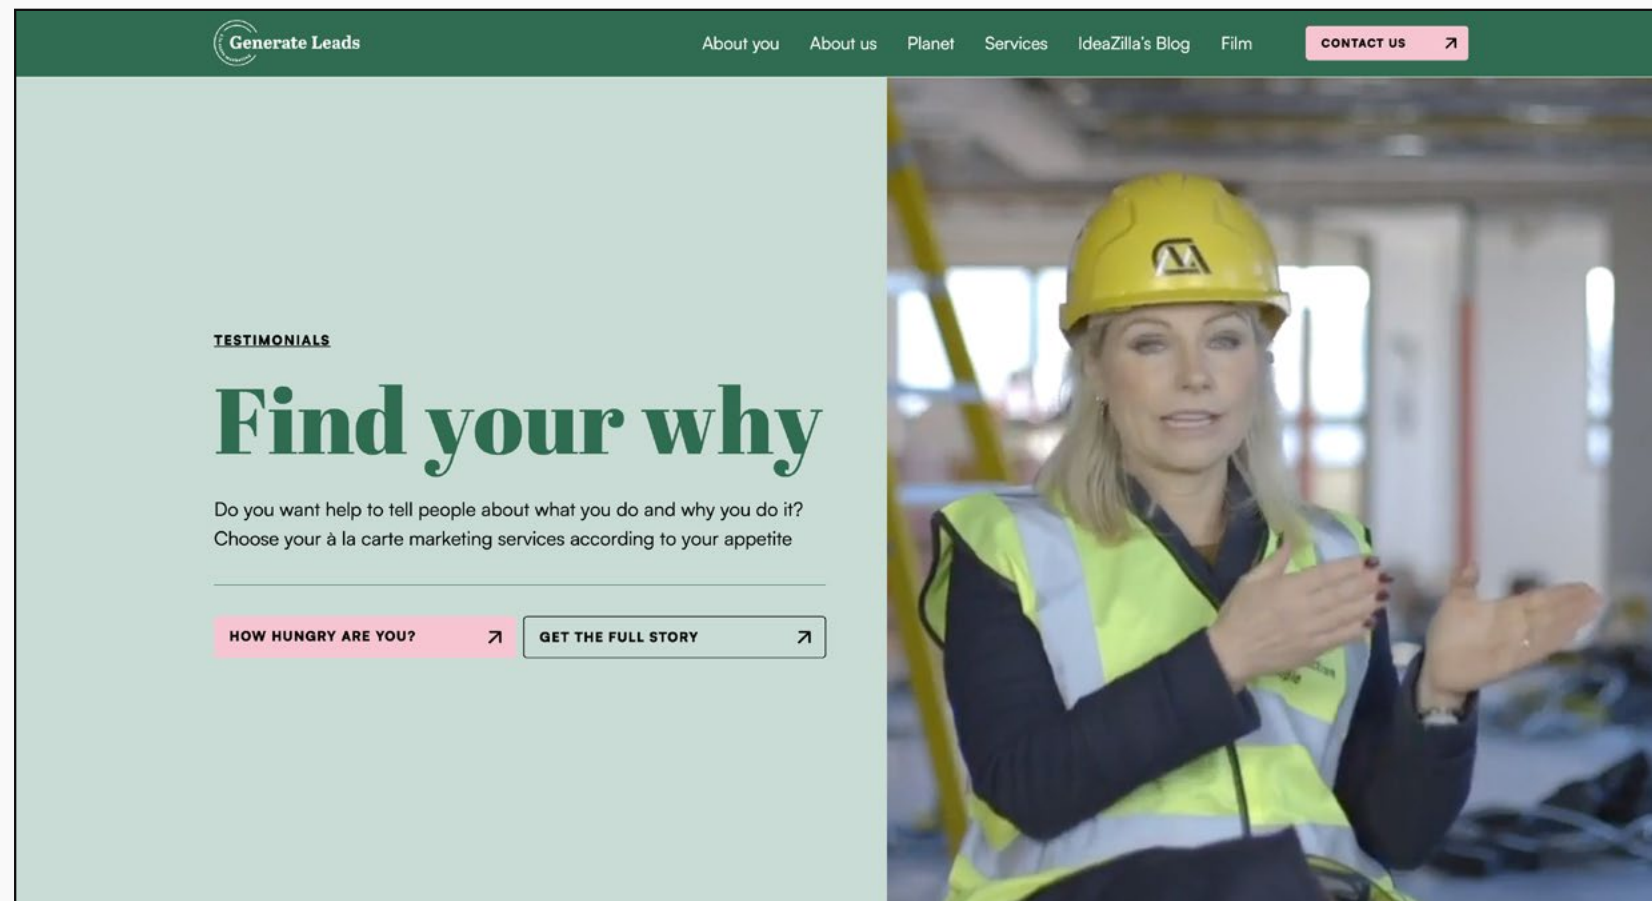 Generate Leads
About you
About us
Planet
Services
IdeaZilla's Blog
Film
CONTACT US
TESTIMONIALS
Find your why
Do you want help to tell people about what you do and why you do it?
Choose your à la carte marketing services according to your appetite
HOW HUNGRY ARE YOU?
GET THE FULL STORY